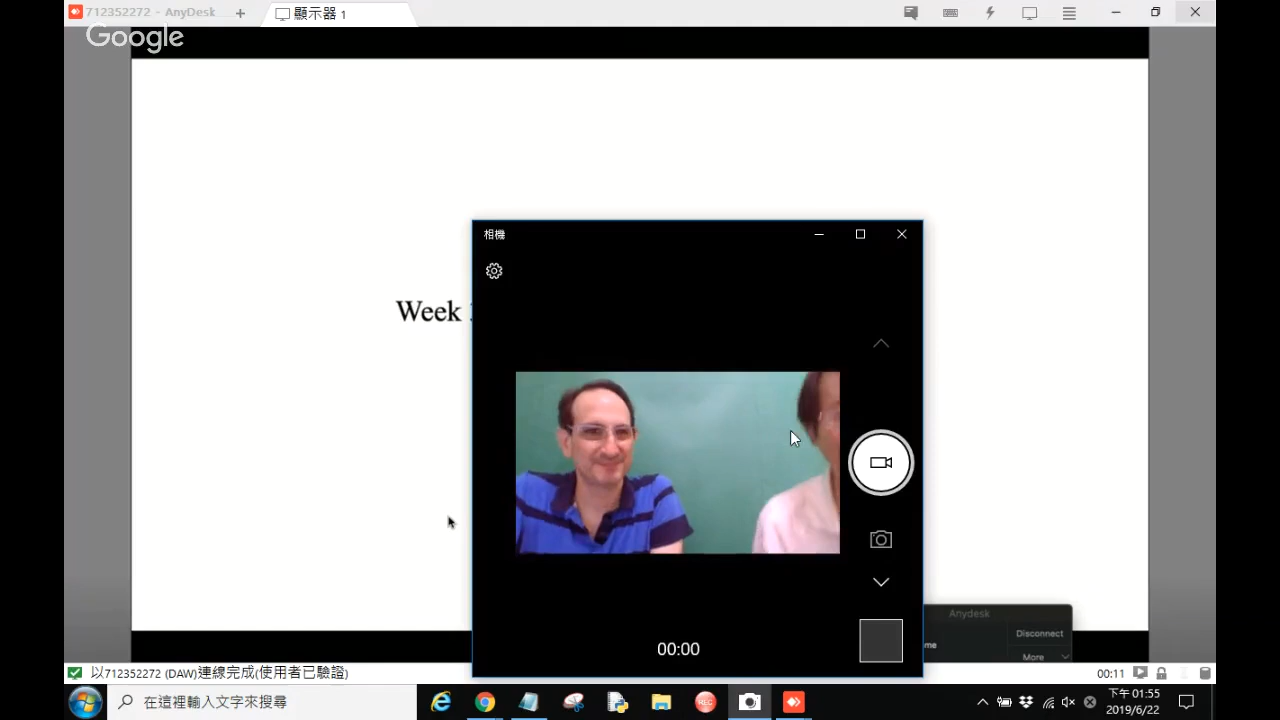 712352272 - AnyDesk
顯示器 1
Google
相機
Week
00:00
Anydesk
me
Disconnect
More
以712352272 (DAW)連線完成(使用者已驗證)
00:11
在這裡輸入文字來搜尋
REC
下午 01:55
2019/6/22